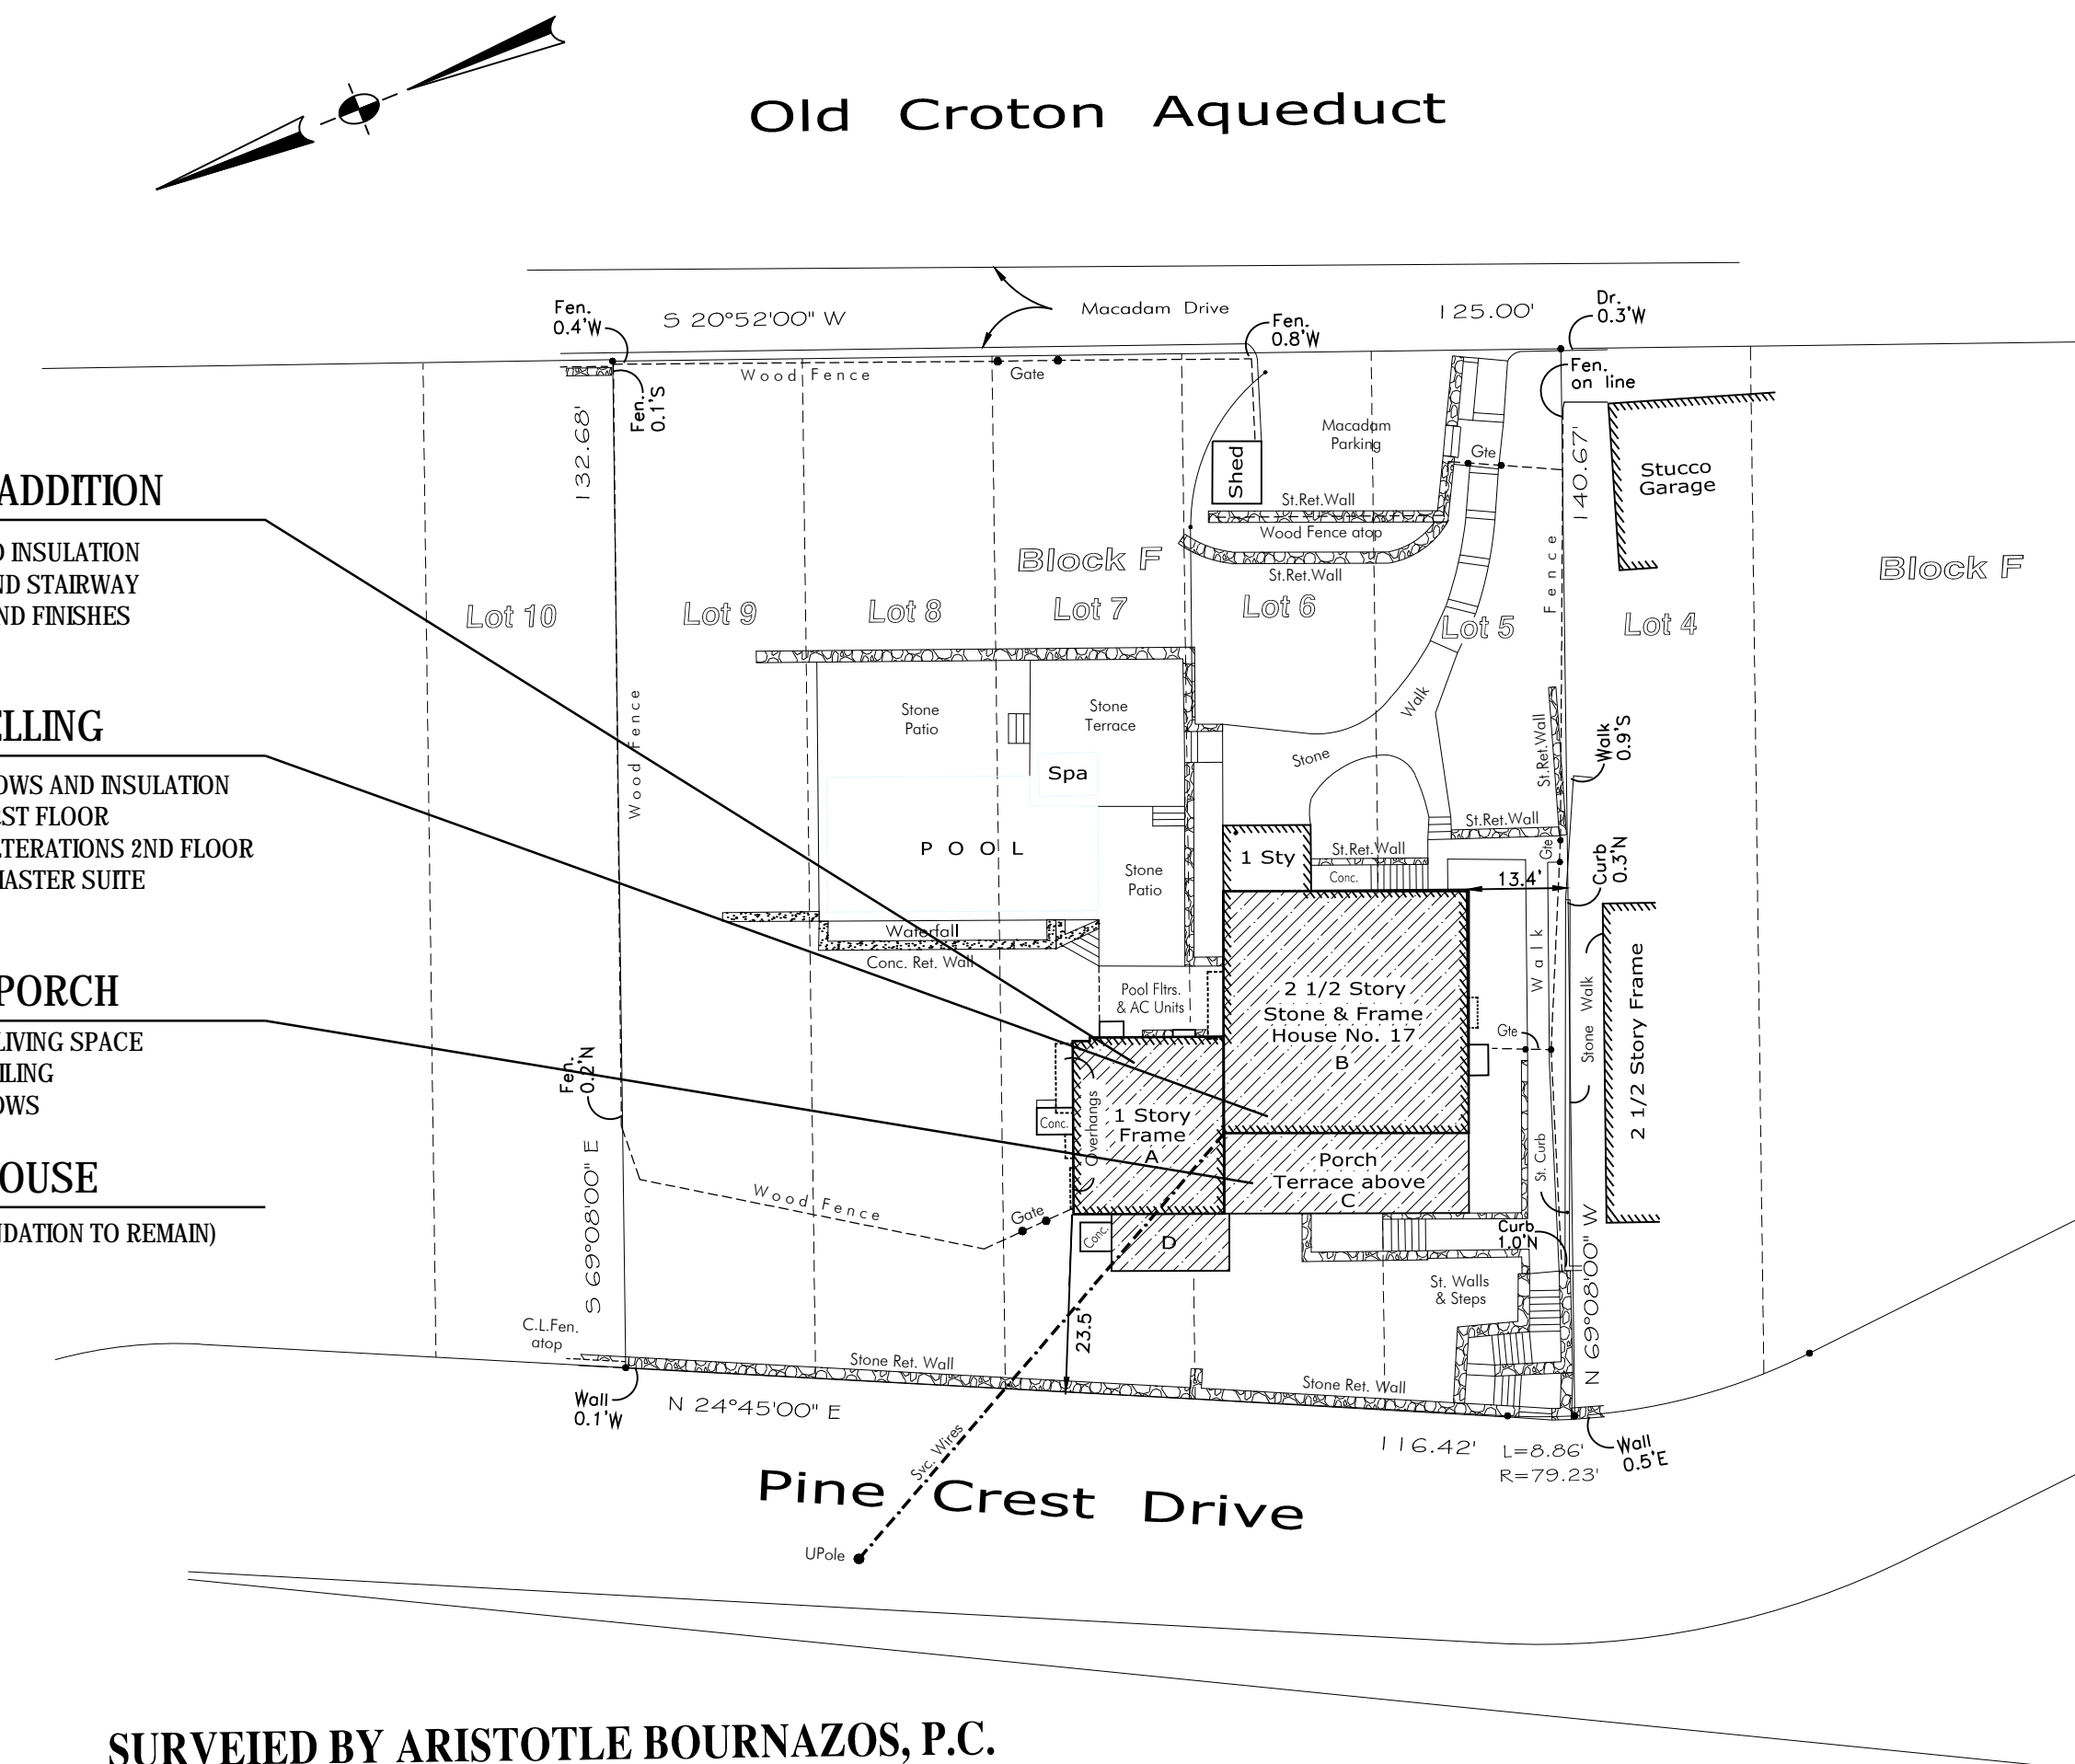 Old Croton Aqueduct
Fen.
0.4'W
S 20°52'00" W
Macadam Drive
125.00'
Dr.
0.3'W
Fen.
0.8'W
Fen.
on line
Wood Fence
Gate
Fen.
0.1'S
132.68'
Macadam
Parking
Gte
Shed
140.67'
Stucco
Garage
ADDITION
INSULATION
STAIRWAY
FINISHES
St.Ret.Wall
Wood Fence atop
St.Ret.Wall
Fence
Block F
Block F
Lot 10
Lot 9
Lot 8
Lot 7
Lot 6
Lot 5
Lot 4
Wood Fence
Stone
Patio
Stone
Terrace
Walk
Stone
St.Ret.Wall
Walk
0.9'S
Spa
ELLING
OWS AND INSULATION
ST FLOOR
TERATIONS 2ND FLOOR
MASTER SUITE
POOL
Stone
Patio
1 Sty
St.Ret.Wall
St.Ret.Wall
Conc.
Gte
Curb
0.3'N
13.4'
Waterfall
Conc. Ret. Wall
Pool Fltrs.
& AC Units
2 1/2 Story
Stone & Frame
House No. 17
B
Walk
Gte
Stone Walk
2 1/2 Story Frame
PORCH
LIVING SPACE
ILING
OWS
Fen.
0.2'N
Conc.
Overhangs
1 Story
Frame
A
Porch
Terrace above
C
St. Curb
OUSE
NDATION TO REMAIN)
S 69°08'00" E
Wood Fence
Gate
Conc.
D
Curb
1.0'N
N 69°08'00" W
St. Walls
& Steps
23.5'
C.L.Fen.
atop
Stone Ret. Wall
Stone Ret. Wall
Wall
0.1'W
N 24°45'00" E
116.42'
L=8.86'
R=79.23'
Wall
0.5'E
Svc. Wires
Pine Crest Drive
UPole
SURVEIED BY ARISTOTLE BOURNAZOS, P.C.